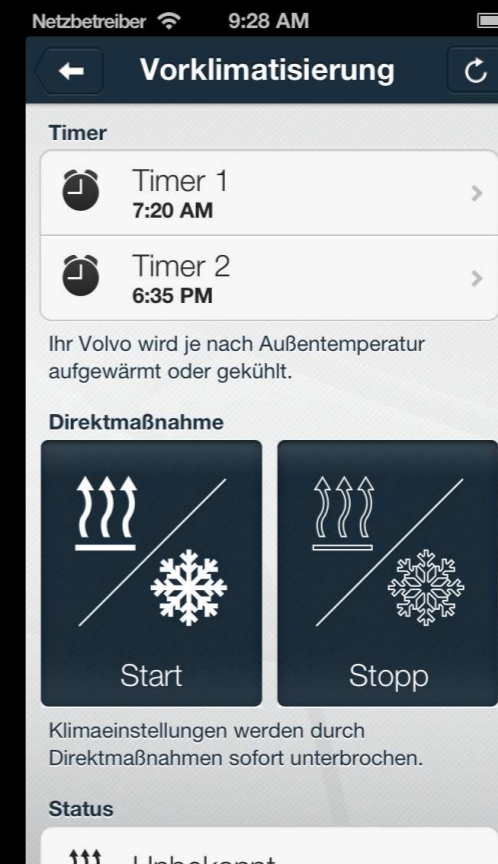 Netzbetreiber 9:28 AM
Vorklimatisierung
Timer
Timer 1
7:20 AM
Timer 2
6:35 PM
Ihr Volvo wird je nach Außentemperatur
aufgewärmt oder gekühlt.
Direktmaßnahme
Start
Stopp
Klimaeinstellungen werden durch
Direktmaßnahmen sofort unterbrochen.
Status
Unbekannt